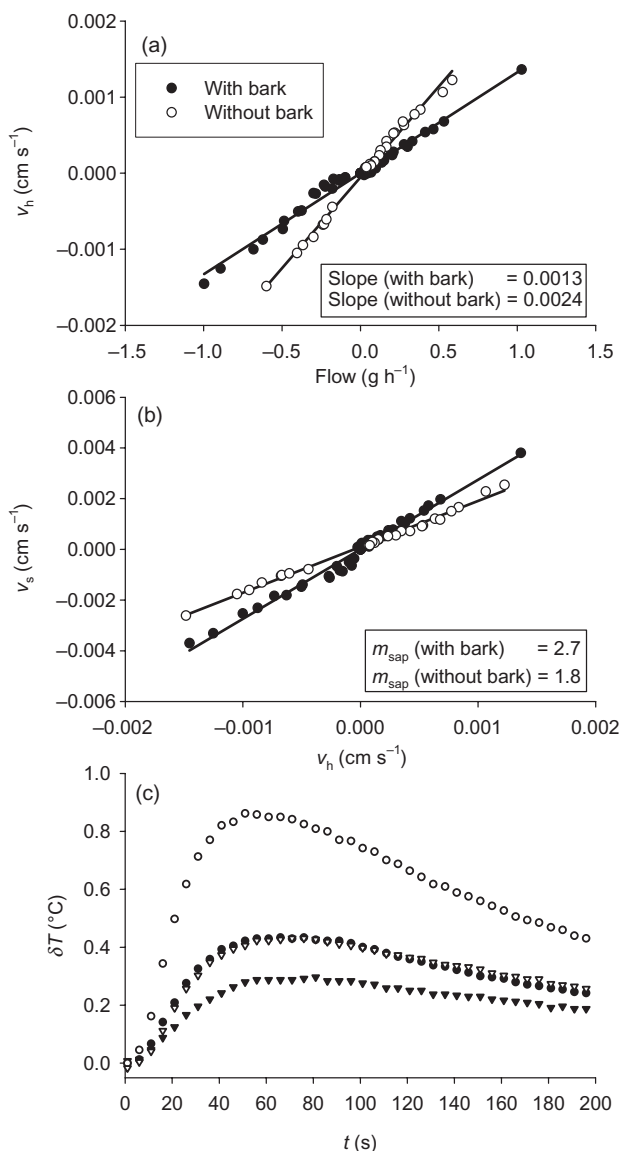 (a)
With bark
Without bark
0.002
0.001
0.000
–0.001
–0.002
v_h (cm s⁻¹)
Slope (with bark) = 0.0013
Slope (without bark) = 0.0024
–1.5 –1.0 –0.5 0.0 0.5 1.0 1.5
Flow (g h⁻¹)
(b)
0.006
0.004
0.002
0.000
–0.002
–0.004
–0.006
v_s (cm s⁻¹)
m_sap (with bark) = 2.7
m_sap (without bark) = 1.8
–0.002 –0.001 0.000 0.001 0.002
v_h (cm s⁻¹)
(c)
1.0
0.8
0.6
0.4
0.2
0.0
δT (°C)
0 20 40 60 80 100 120 140 160 180 200
t (s)